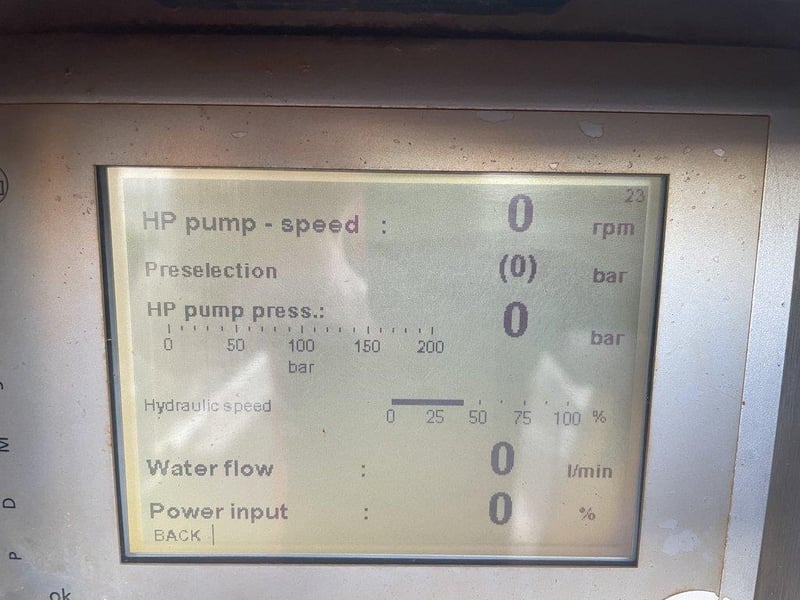 23
HP pump - speed : 0 rpm
Preselection (0) bar
HP pump press.: 0 bar
0 50 100 150 200
bar
Hydraulic speed
0 25 50 75 100 %
Water flow : 0 l/min
Power input : 0 %
BACK
M
D
P
ok